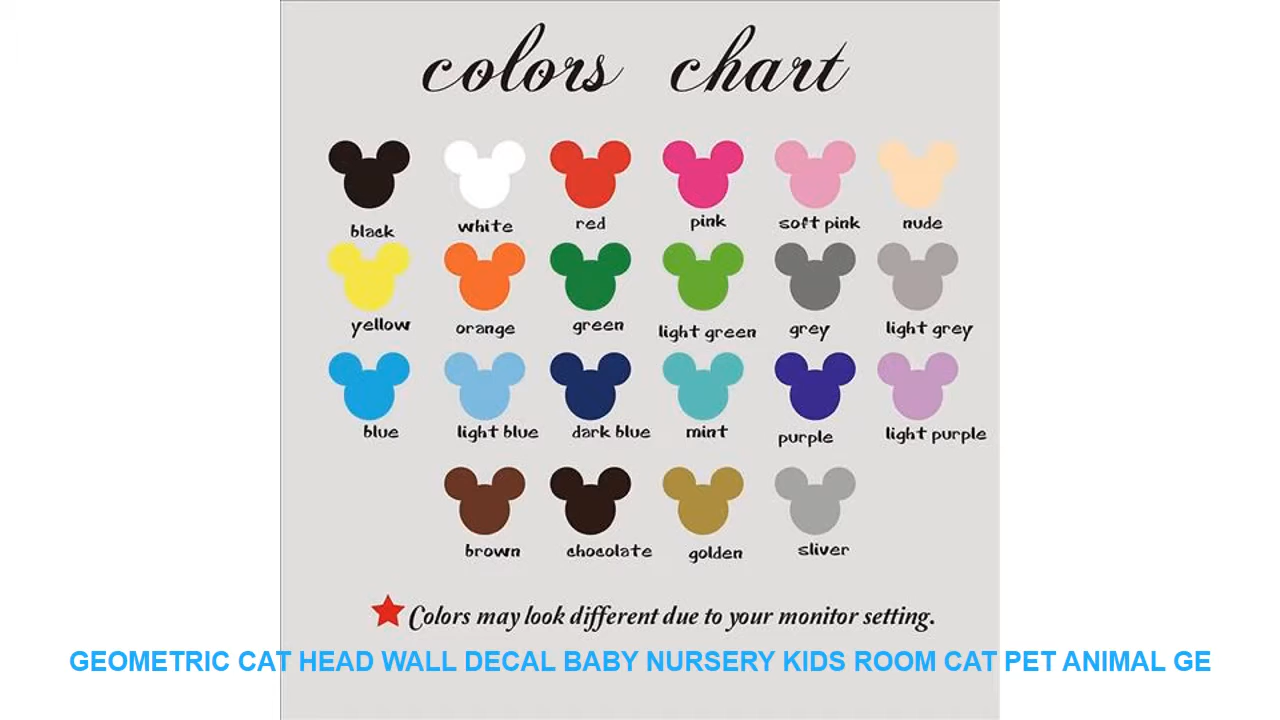 colors chart
black white red pink soft pink nude
yellow orange green light green grey light grey
blue light blue dark blue mint purple light purple
brown chocolate golden sliver
Colors may look different due to your monitor setting.
GEOMETRIC CAT HEAD WALL DECAL BABY NURSERY KIDS ROOM CAT PET ANIMAL GE